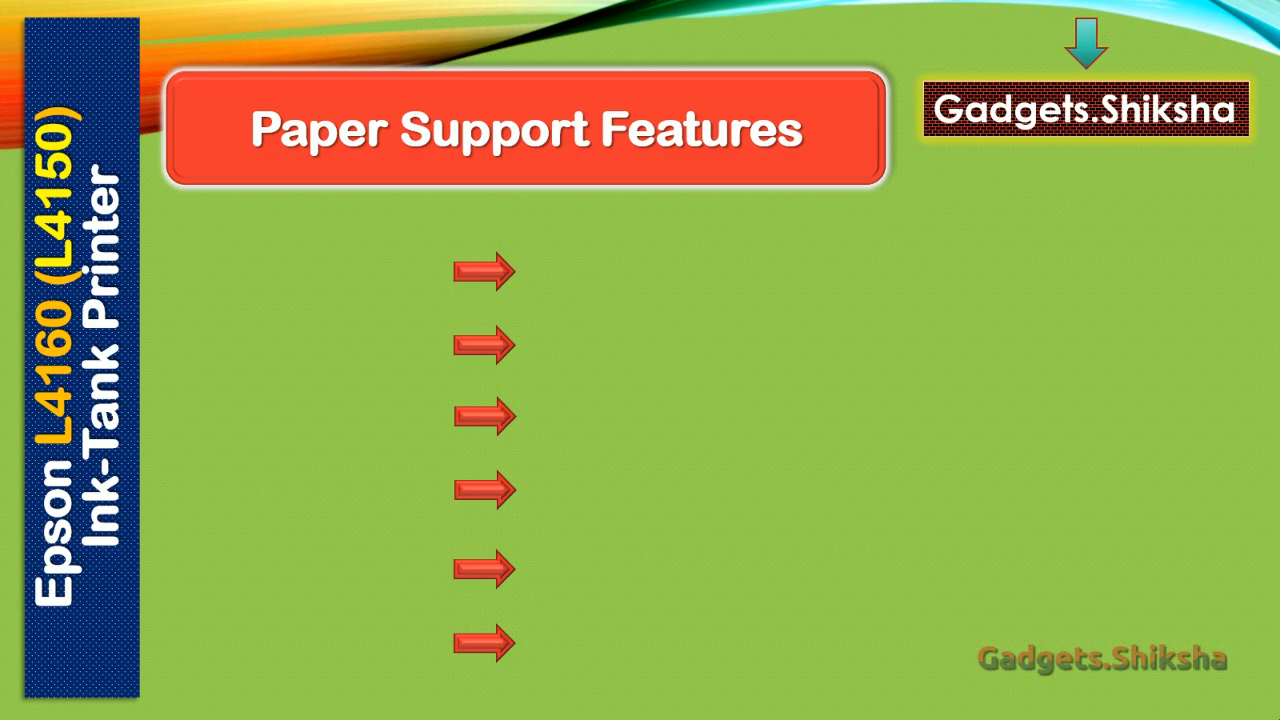 Epson L4160 (L4150)
Ink-Tank Printer
Paper Support Features
Gadgets.Shiksha
Gadgets.Shiksha